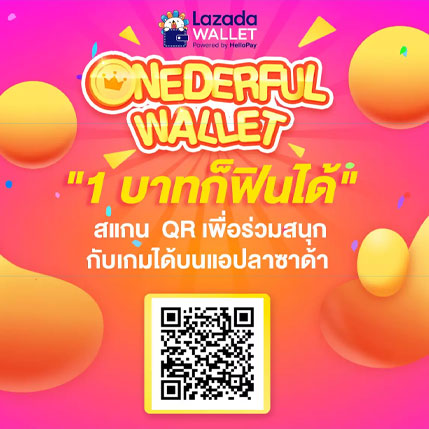 Lazada
WALLET
Powered by HelloPay
ONEDERFUL
WALLET
"1 บาทก็ฟินได้"
สแกน QR เพื่อร่วมสนุก
กับเกมได้บนแอปลาซาด้า